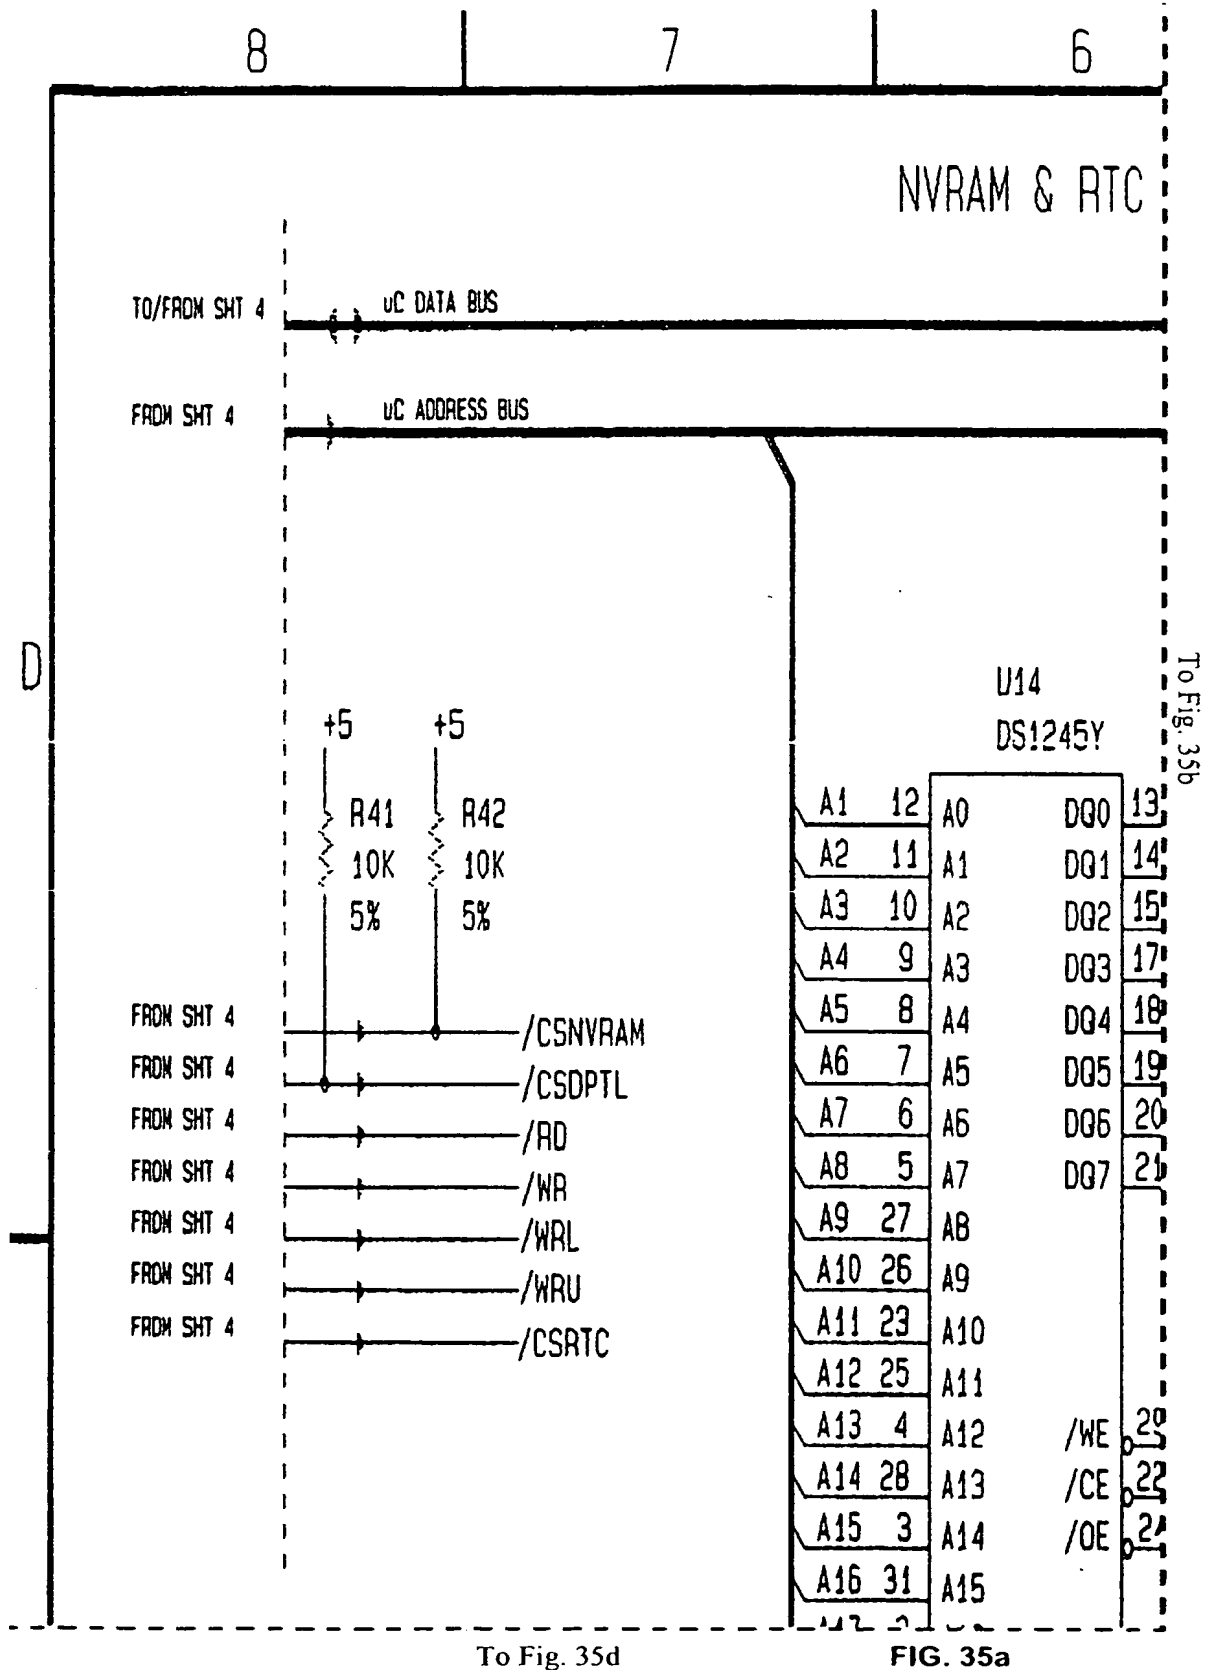 8 7 6
NVRAM & RTC
TO/FROM SHT 4 uC DATA BUS
FROM SHT 4 uC ADDRESS BUS
D
To Fig. 35b
U14
DS1245Y
+5 +5
R41 R42
10K 10K
5% 5%
A1 12 A0 DQ0 13
A2 11 A1 DQ1 14
A3 10 A2 DQ2 15
A4 9 A3 DQ3 17
A5 8 A4 DQ4 18
A6 7 A5 DQ5 19
A7 6 A6 DQ6 20
A8 5 A7 DQ7 21
A9 27 A8
A10 26 A9
A11 23 A10
A12 25 A11
A13 4 A12 /WE 29
A14 28 A13 /CE 22
A15 3 A14 /OE
A16 31 A15
FROM SHT 4 /CSNVRAM
FROM SHT 4 /CSDPTL
FROM SHT 4 /RD
FROM SHT 4 /WR
FROM SHT 4 /WRL
FROM SHT 4 /WRU
FROM SHT 4 /CSRTC
To Fig. 35d
FIG. 35a